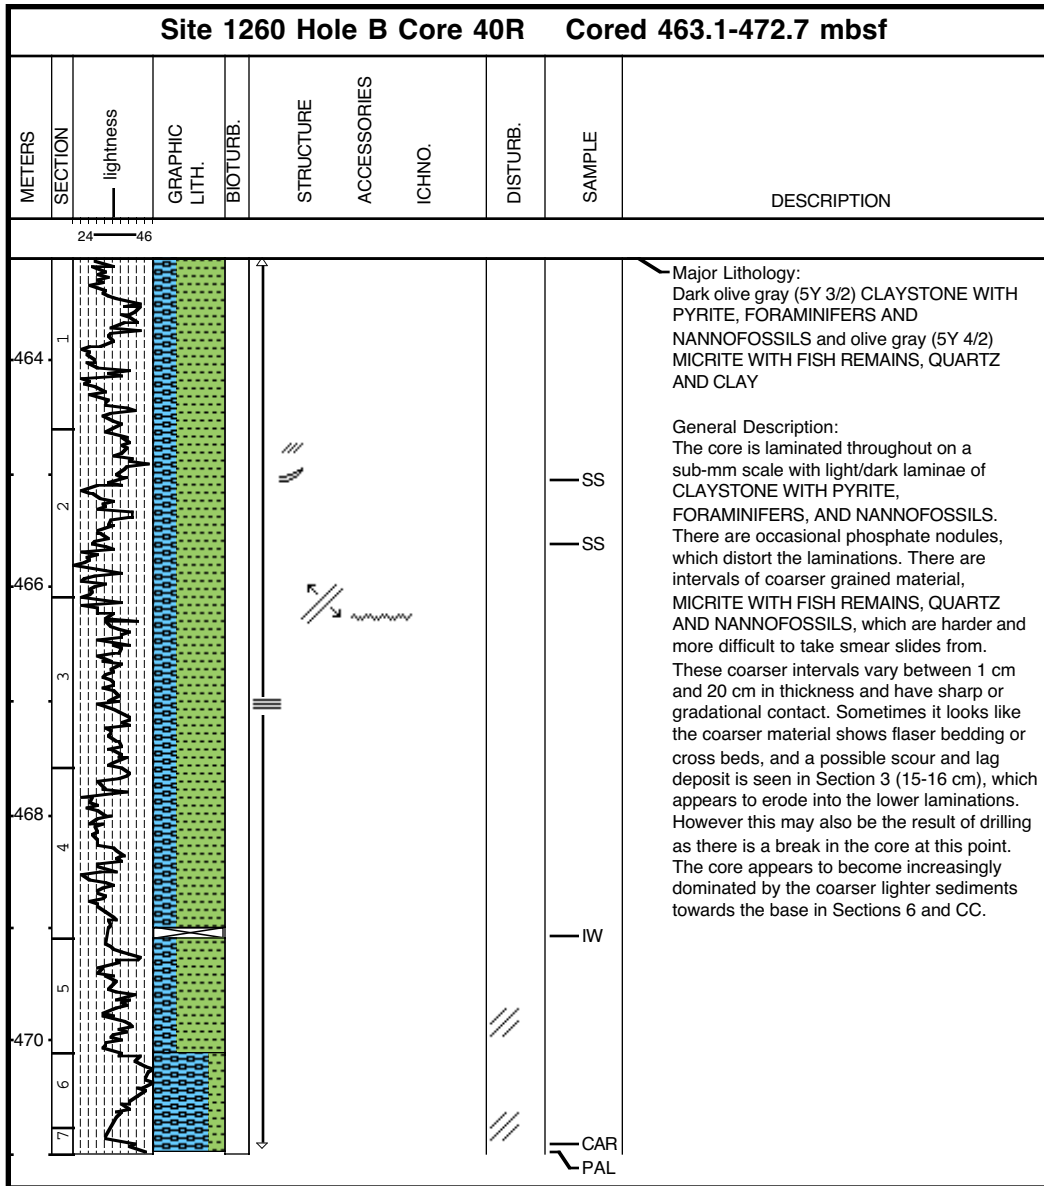 Site 1260 Hole B Core 40R Cored 463.1-472.7 mbsf
METERS
SECTION
lightness
GRAPHIC
LITH.
BIOTURB.
STRUCTURE
ACCESSORIES
ICHNO.
DISTURB.
SAMPLE
DESCRIPTION
24 46
Major Lithology:
Dark olive gray (5Y 3/2) CLAYSTONE WITH
PYRITE, FORAMINIFERS AND
NANNOFOSSILS and olive gray (5Y 4/2)
MICRITE WITH FISH REMAINS, QUARTZ
AND CLAY
General Description:
The core is laminated throughout on a
sub-mm scale with light/dark laminae of
CLAYSTONE WITH PYRITE,
FORAMINIFERS, AND NANNOFOSSILS.
There are occasional phosphate nodules,
which distort the laminations. There are
intervals of coarser grained material,
MICRITE WITH FISH REMAINS, QUARTZ
AND NANNOFOSSILS, which are harder and
more difficult to take smear slides from.
These coarser intervals vary between 1 cm
and 20 cm in thickness and have sharp or
gradational contact. Sometimes it looks like
the coarser material shows flaser bedding or
cross beds, and a possible scour and lag
deposit is seen in Section 3 (15-16 cm), which
appears to erode into the lower laminations.
However this may also be the result of drilling
as there is a break in the core at this point.
The core appears to become increasingly
dominated by the coarser lighter sediments
towards the base in Sections 6 and CC.
464
466
468
470
1
2
3
4
5
6
7
SS
SS
IW
CAR
PAL